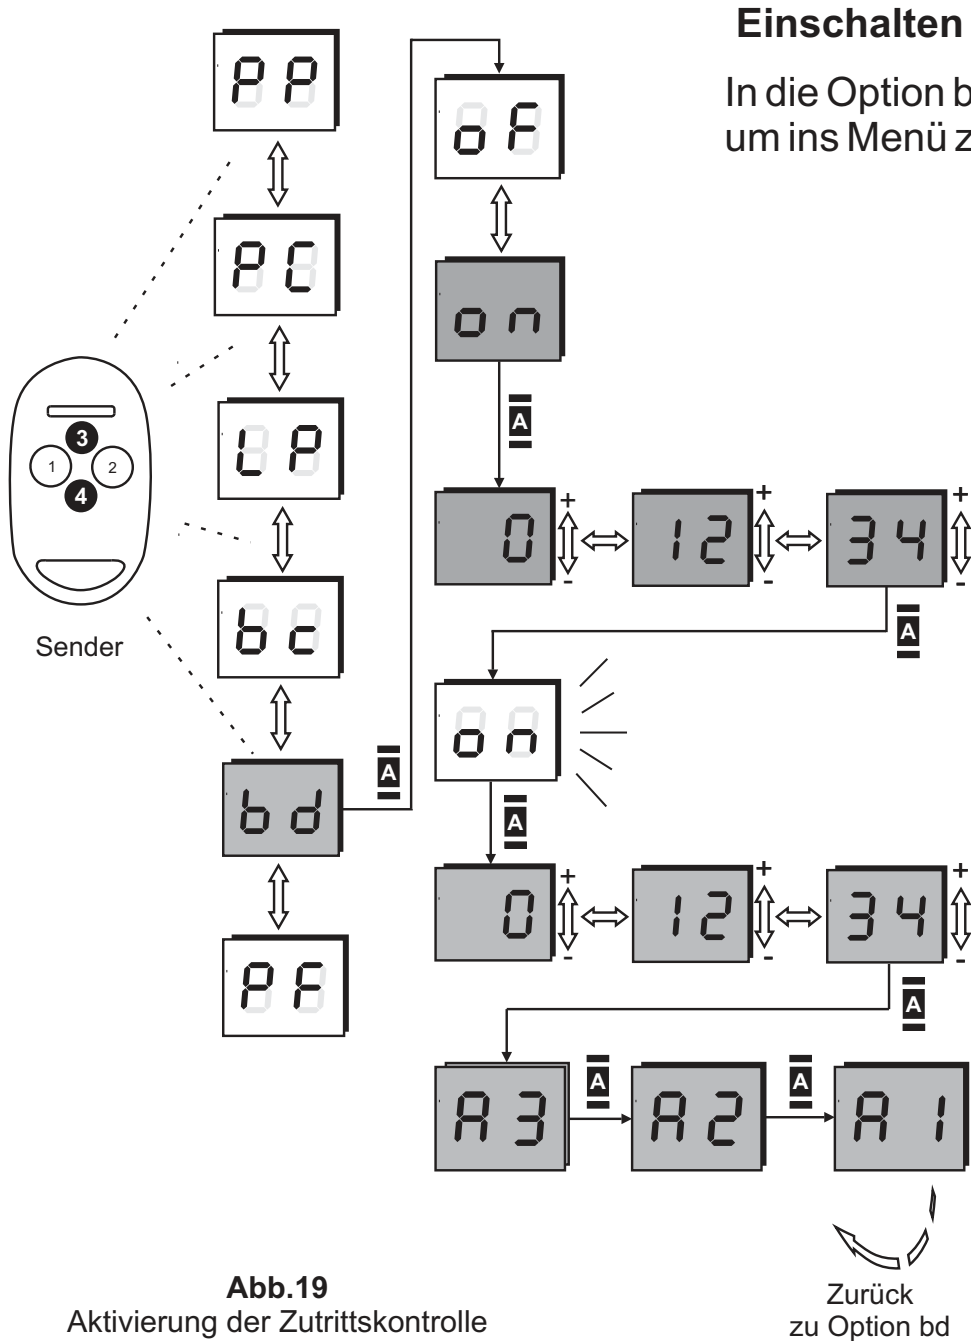 Einschalten
In die Option b
um ins Menü z
PP
PC
LP
bc
bd
PF
3
1 2
4
Sender
A
oF
on
A
0 + - 12 + - 34 + -
A
on
A
0 + - 12 + - 34 + -
A
A3 A A2 A A1
Zurück
zu Option bd
Abb.19
Aktivierung der Zutrittskontrolle